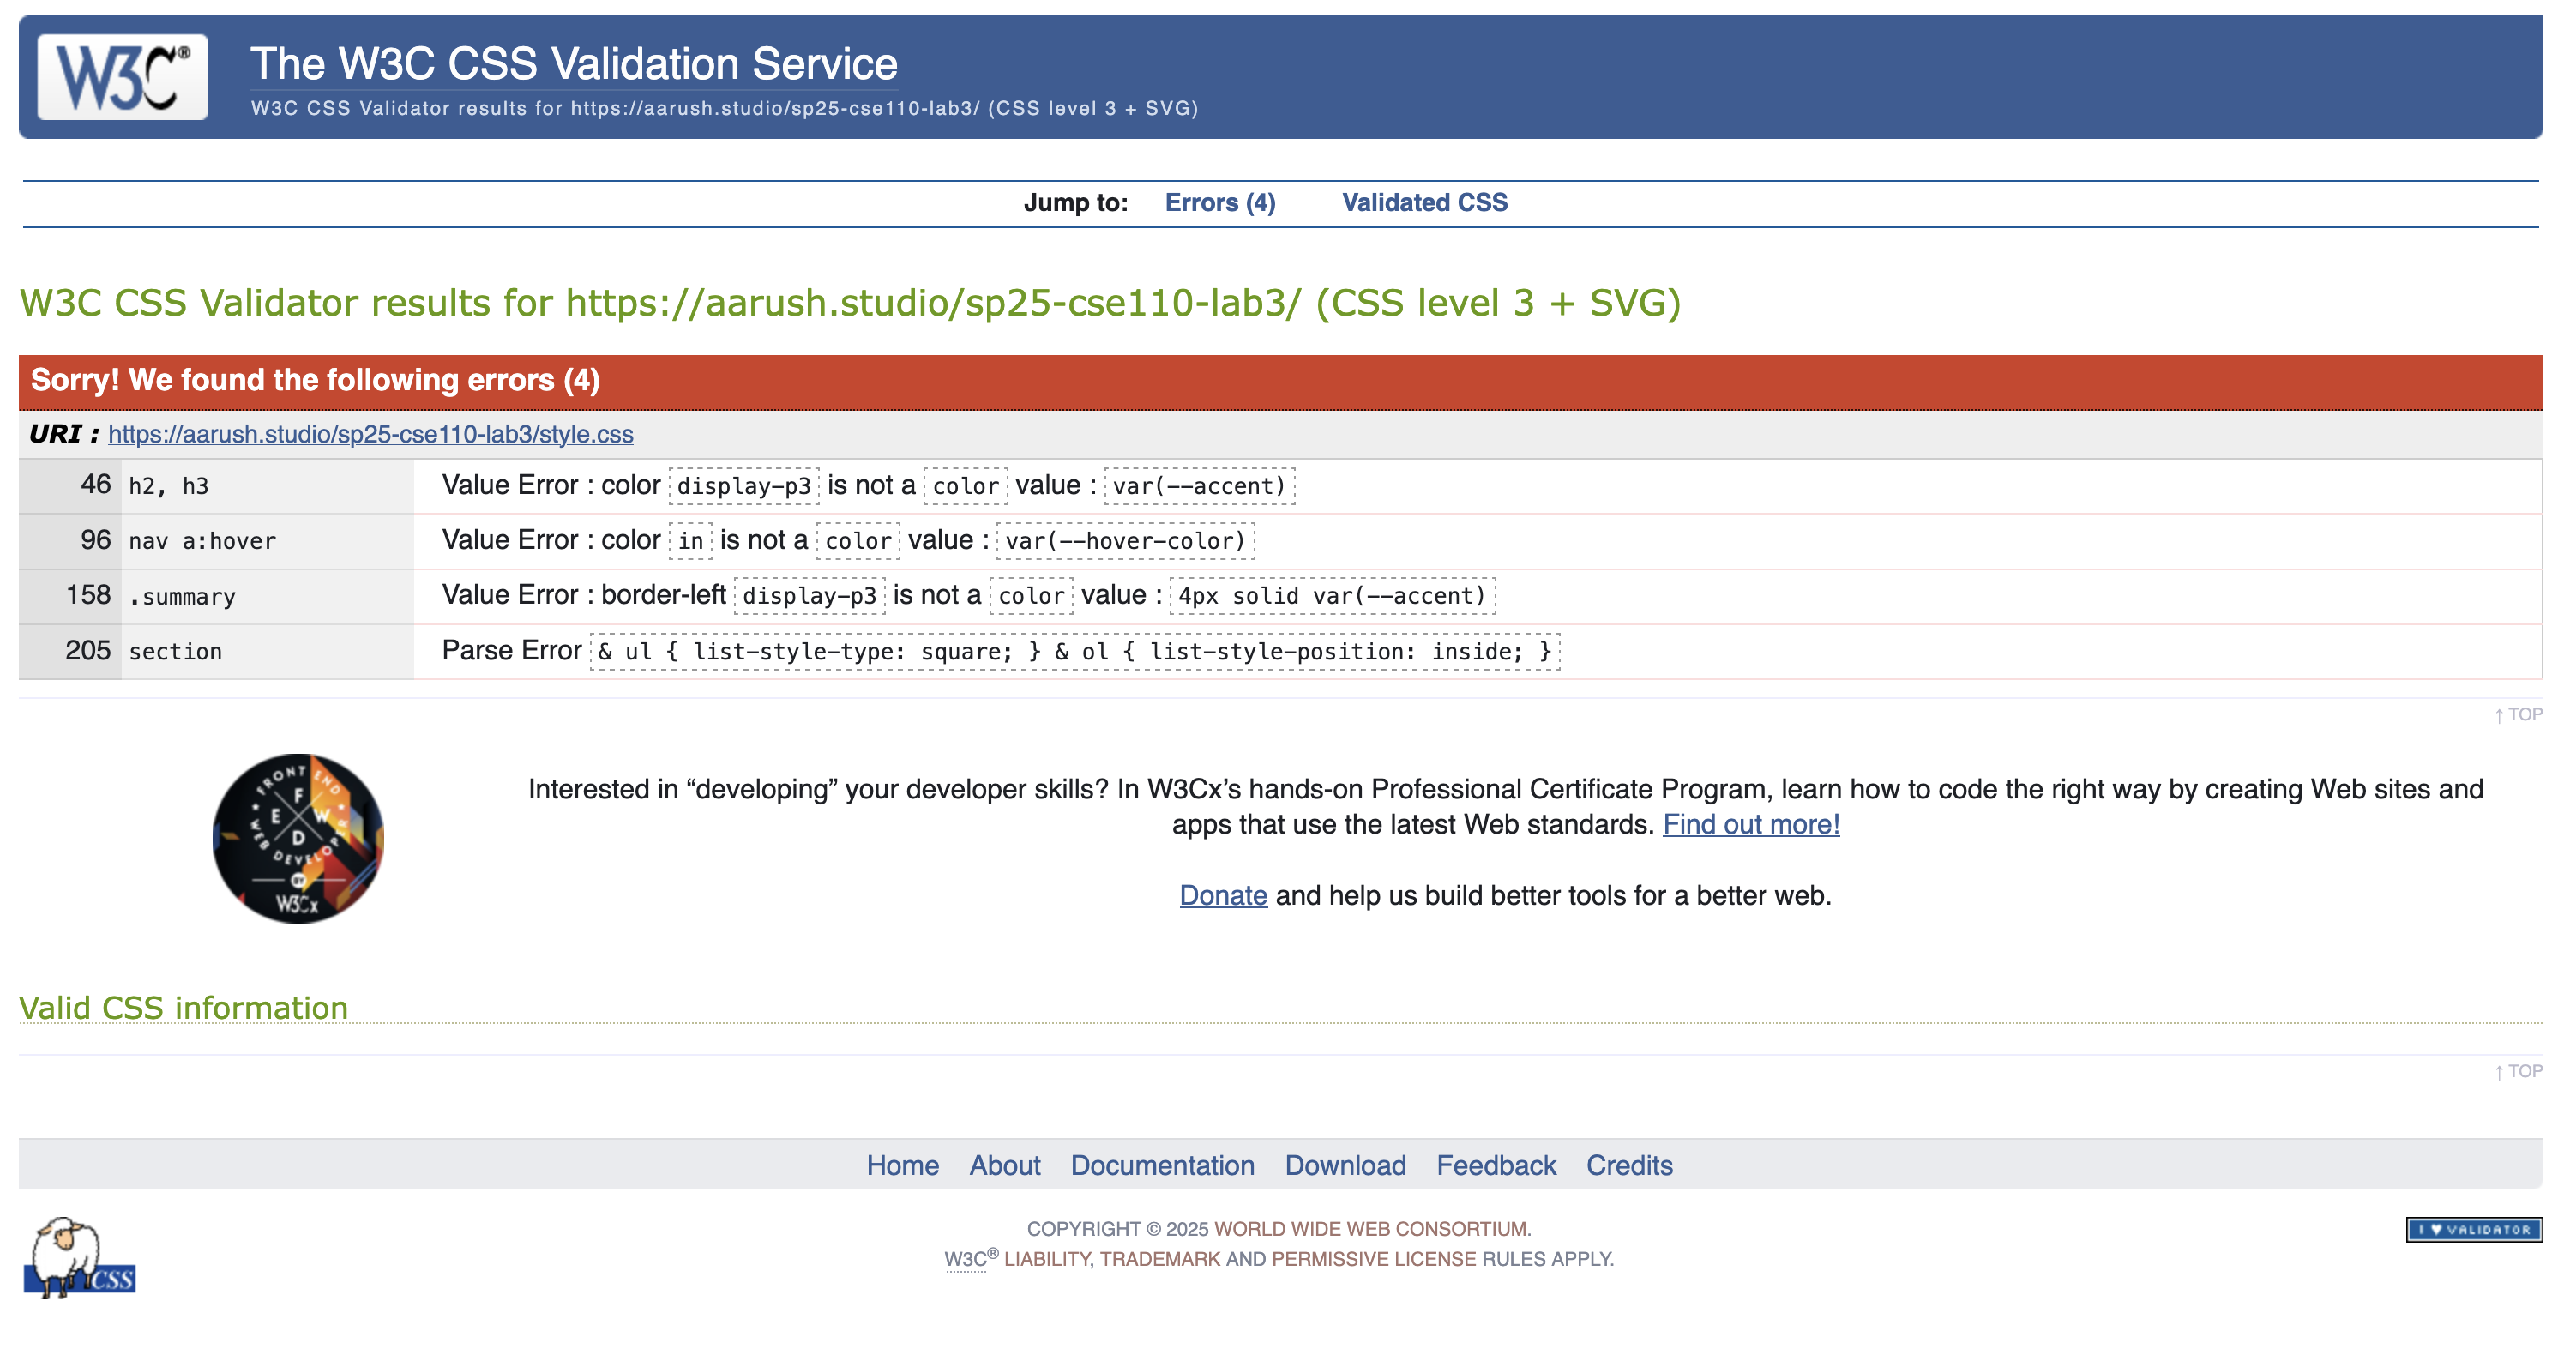 W3C®
The W3C CSS Validation Service
W3C CSS Validator results for https://aarush.studio/sp25-cse110-lab3/ (CSS level 3 + SVG)
Jump to: Errors (4) Validated CSS
W3C CSS Validator results for https://aarush.studio/sp25-cse110-lab3/ (CSS level 3 + SVG)
Sorry! We found the following errors (4)
URI : https://aarush.studio/sp25-cse110-lab3/style.css
46 h2, h3 Value Error : color display-p3 is not a color value : var(--accent)
96 nav a:hover Value Error : color in is not a color value : var(--hover-color)
158 .summary Value Error : border-left display-p3 is not a color value : 4px solid var(--accent)
205 section Parse Error & ul { list-style-type: square; } & ol { list-style-position: inside; }
↑ TOP
FRONT END
F
E W
D
WEB DEVELOPER
BY
W3Cx
Interested in “developing” your developer skills? In W3Cx’s hands-on Professional Certificate Program, learn how to code the right way by creating Web sites and
apps that use the latest Web standards. Find out more!
Donate and help us build better tools for a better web.
Valid CSS information
↑ TOP
Home About Documentation Download Feedback Credits
CSS
COPYRIGHT © 2025 WORLD WIDE WEB CONSORTIUM.
W3C® LIABILITY, TRADEMARK AND PERMISSIVE LICENSE RULES APPLY.
I ♥ VALIDATOR